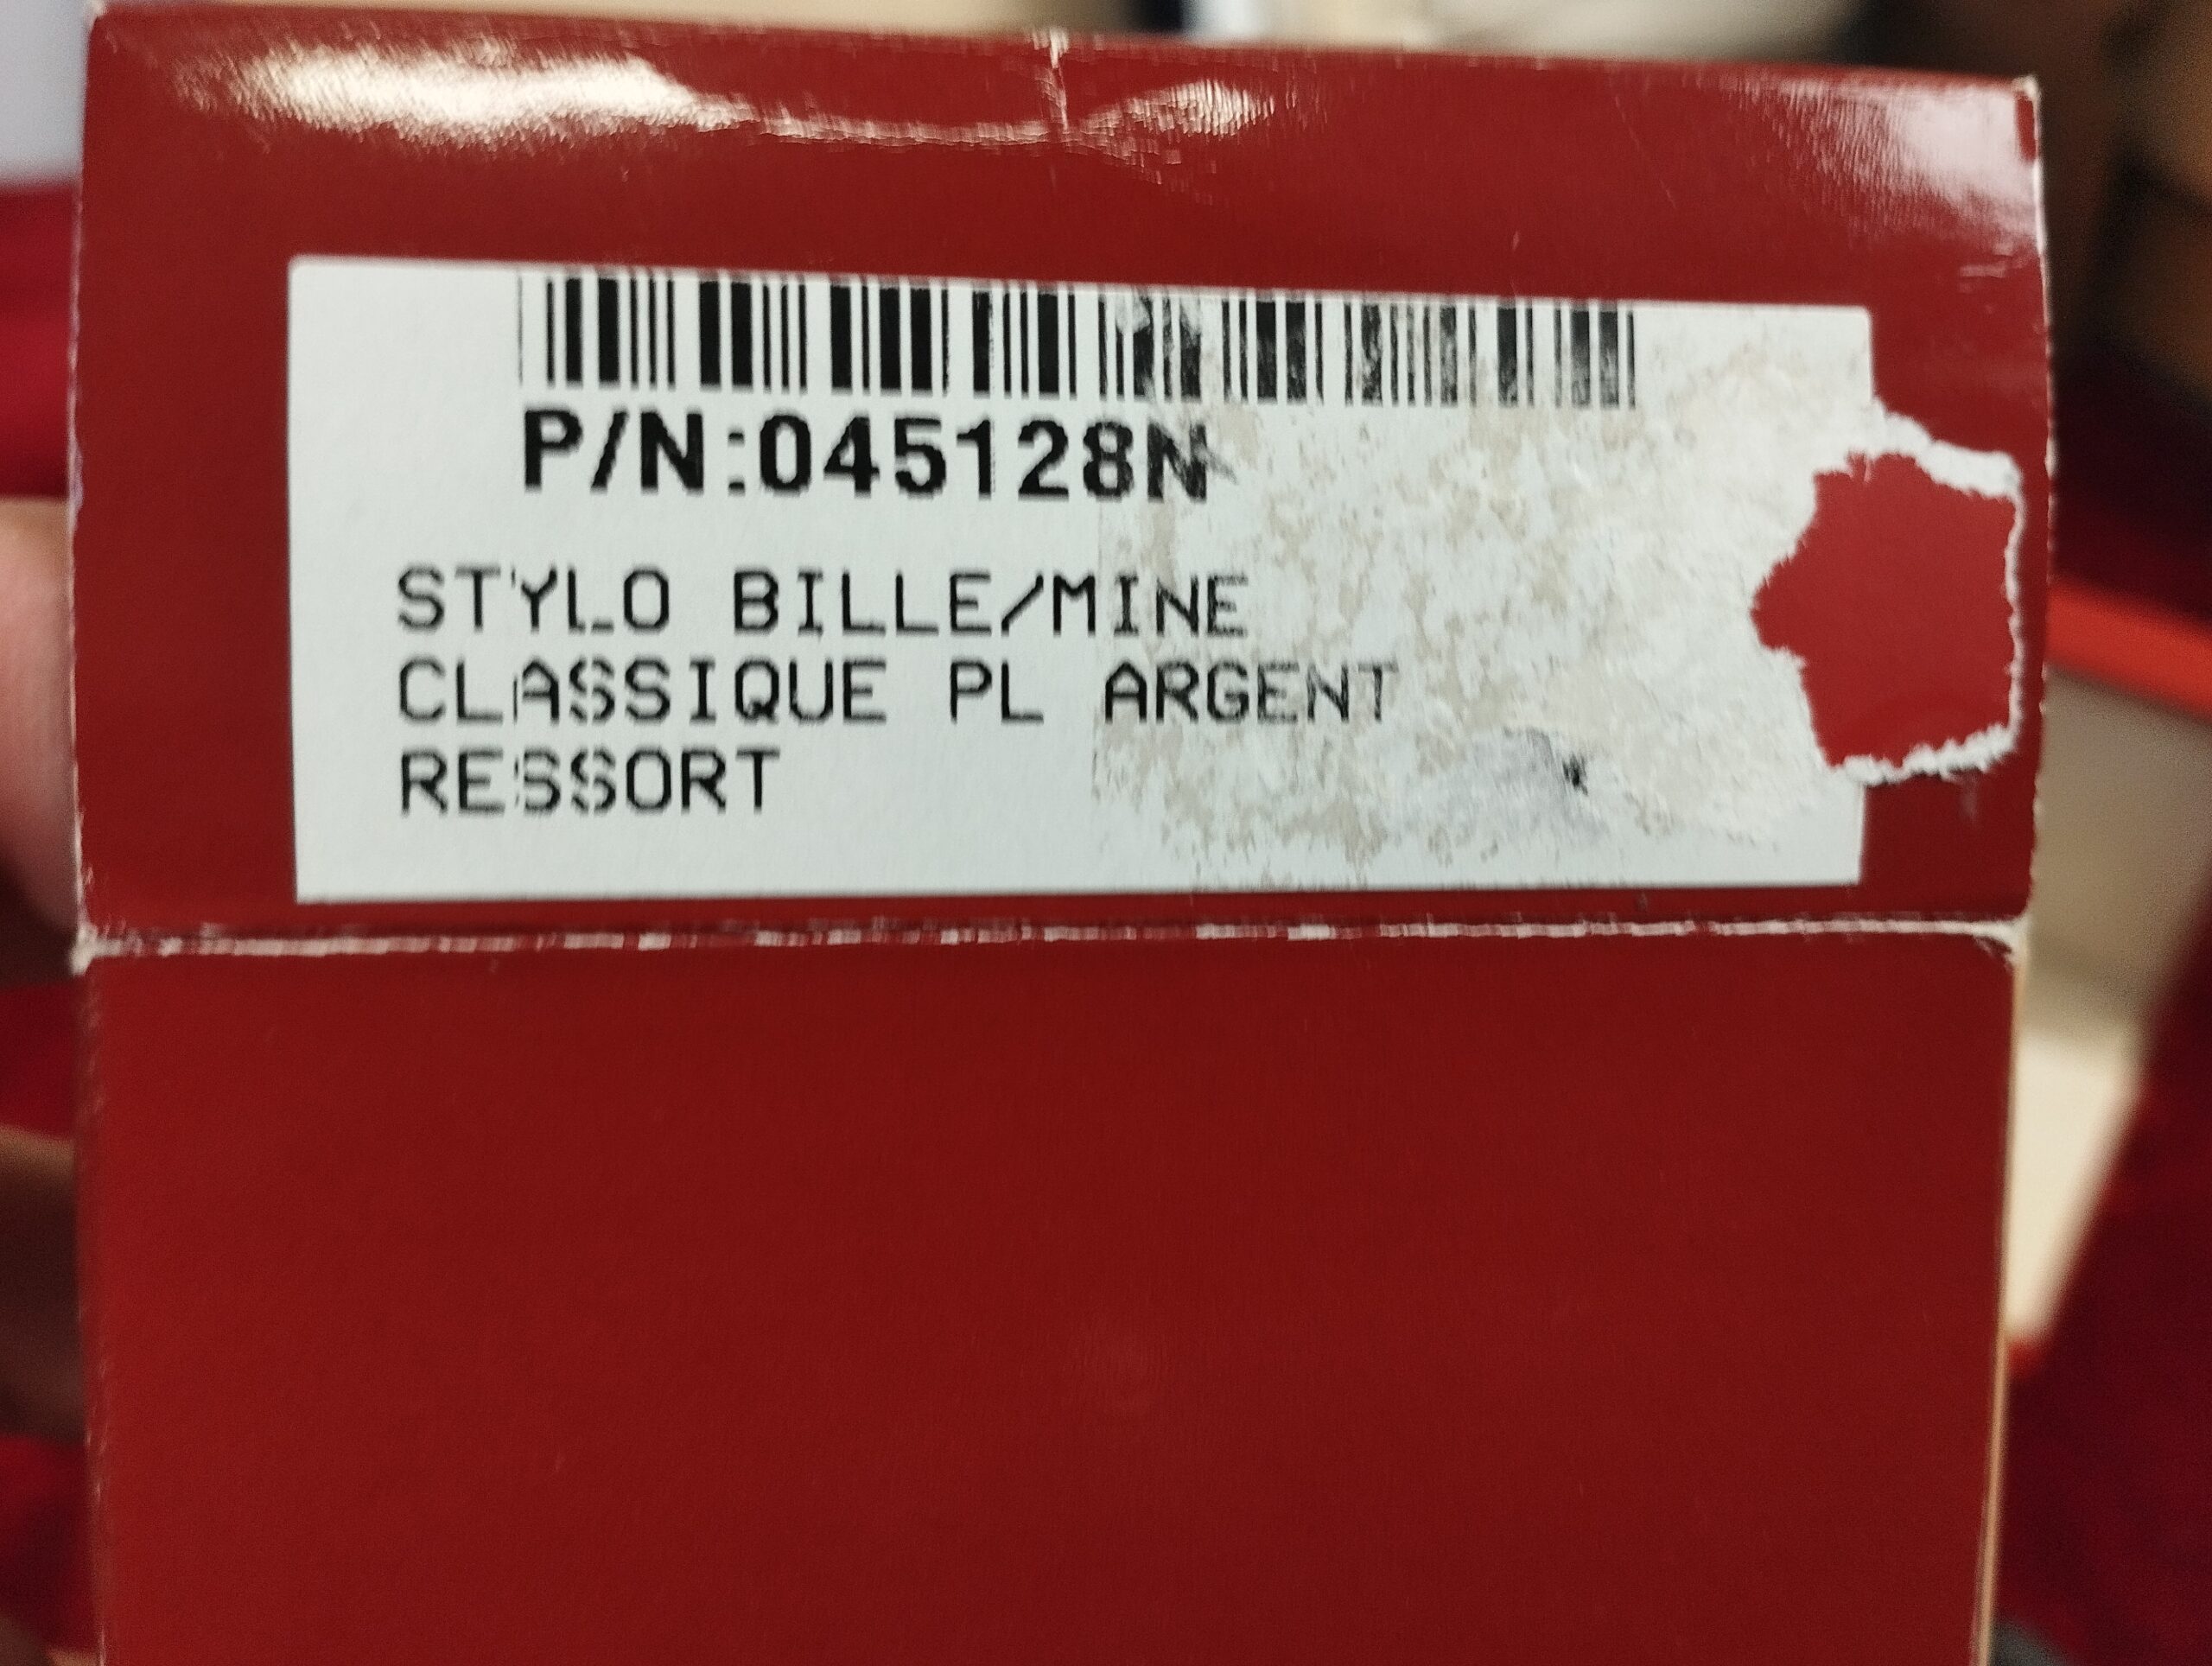 P/N:045128N
STYLO BILLE/MINE
CLASSIQUE PL ARGENT
RESSORT